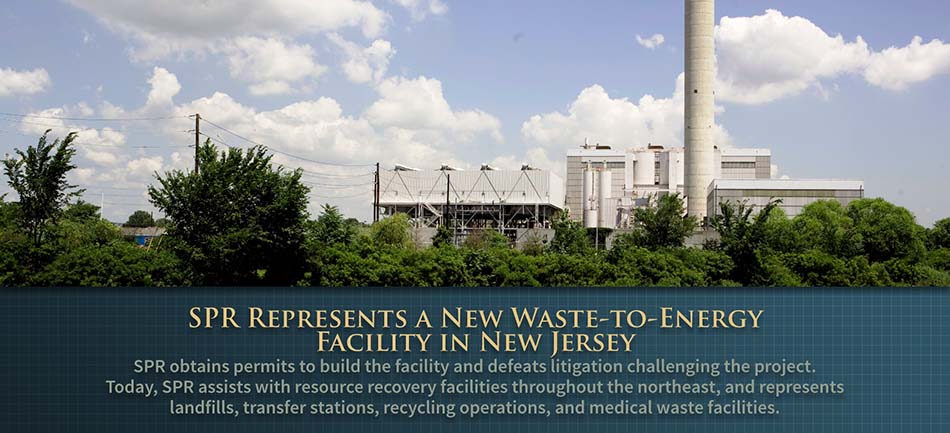 SPR Represents a New Waste-to-Energy
Facility in New Jersey
SPR obtains permits to build the facility and defeats litigation challenging the project.
Today, SPR assists with resource recovery facilities throughout the northeast, and represents
landfills, transfer stations, recycling operations, and medical waste facilities.